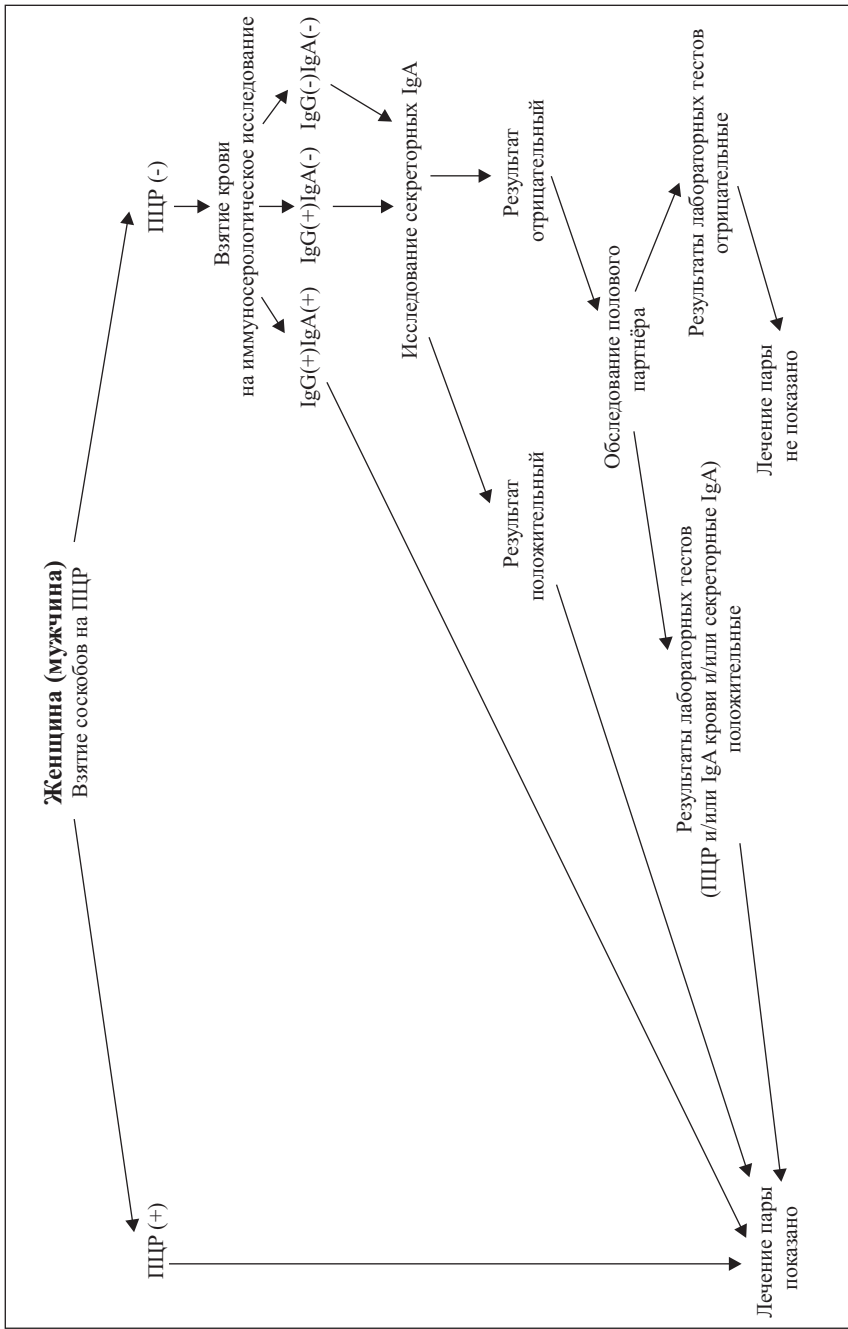 Женщина (мужчина)
Взятие соскобов на ПЦР
ПЦР (+)
ПЦР (-)
Взятие крови
на иммуносерологическое исследование
IgG(+)IgA(+)
IgG(+)IgA(-)
IgG(-)IgA(-)
Исследование секреторных IgA
Результат
положительный
Результат
отрицательный
Обследование полового
партнёра
Результаты лабораторных тестов
(ПЦР и/или IgA крови и/или секреторные IgA)
положительные
Результаты лабораторных тестов
отрицательные
Лечение пары
показано
Лечение пары
не показано